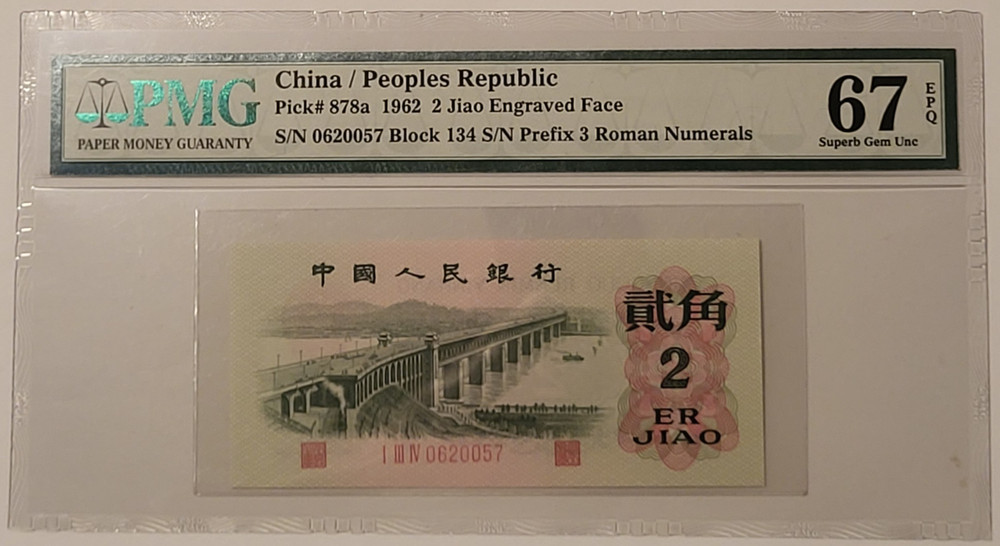 PMG
PAPER MONEY GUARANTY
China / Peoples Republic
Pick# 878a 1962 2 Jiao Engraved Face
S/N 0620057 Block 134 S/N Prefix 3 Roman Numerals
67
EPQ
Superb Gem Unc
中國人民銀行
貳角
2
ER
JIAO
I III IV 0620057